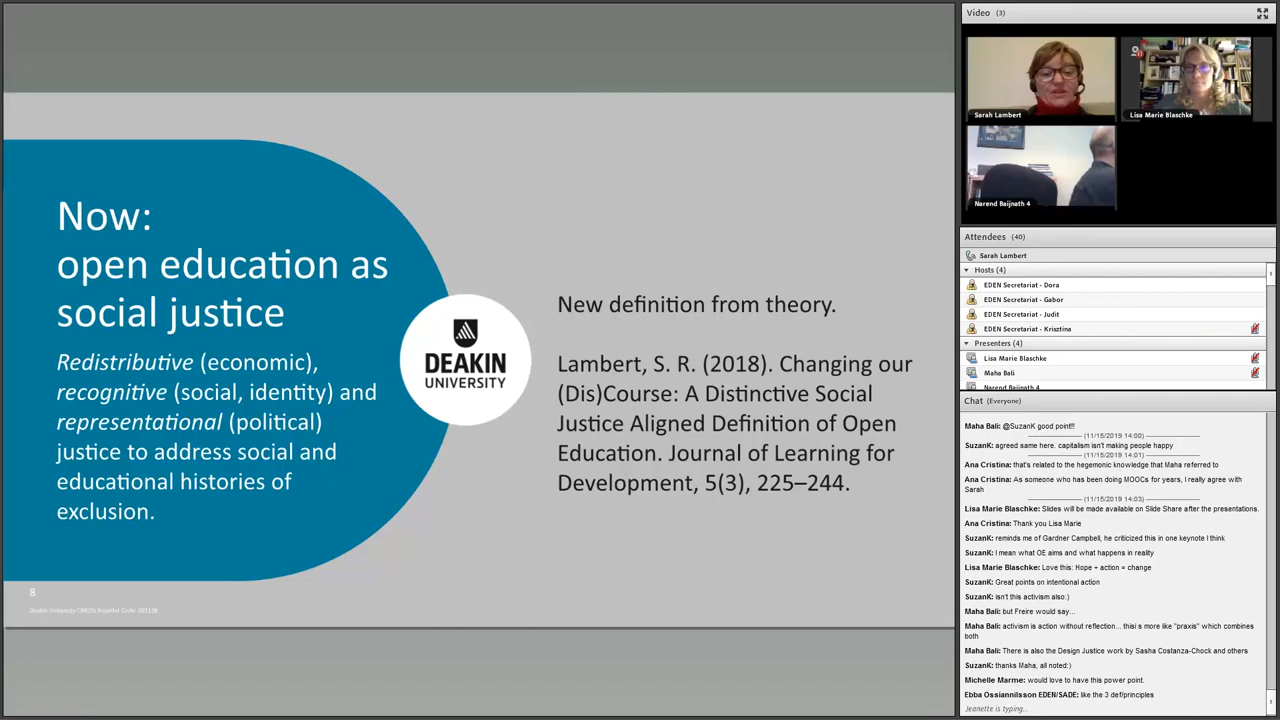 Now:
open education as
social justice
Redistributive (economic),
recognitive (social, identity) and
representational (political)
justice to address social and
educational histories of
exclusion.
DEAKIN
UNIVERSITY
New definition from theory.
Lambert, S. R. (2018). Changing our
(Dis)Course: A Distinctive Social
Justice Aligned Definition of Open
Education. Journal of Learning for
Development, 5(3), 225–244.
8
Deakin University CRICOS Provider Code:
Video (3)
Sarah Lambert
Lisa Marie Blaschke
Narend Baijnath 4
Attendees (40)
Sarah Lambert
Hosts (4)
EDEN Secretariat - Dora
EDEN Secretariat - Gabor
EDEN Secretariat - Judit
EDEN Secretariat - Krisztina
Presenters (4)
Lisa Marie Blaschke
Maha Bali
Narend Baijnath 4
Chat (Everyone)
Maha Bali: @SuzanK good point!!
(11/15/2019 14:00)
SuzanK: agreed same here. capitalism isn't making people happy
(11/15/2019 14:01)
Ana Cristina: that's related to the hegemonic knowledge that Maha referred to
Ana Cristina: As someone who has been doing MOOCs for years, I really agree with
Sarah
(11/15/2019 14:03)
Lisa Marie Blaschke: Slides will be made available on Slide Share after the presentations.
Ana Cristina: Thank you Lisa Marie
SuzanK: reminds me of Gardner Campbell, he criticized this in one keynote I think
SuzanK: I mean what OE aims and what happens in reality
Lisa Marie Blaschke: Love this: Hope + action = change
SuzanK: Great points on intentional action
SuzanK: isn't this activism also:)
Maha Bali: but Freire would say...
Maha Bali: activism is action without reflection... thisi s more like "praxis" which combines
both
Maha Bali: There is also the Design Justice work by Sasha Costanza-Chock and others
SuzanK: thanks Maha, all noted:)
Michelle Marme: would love to have this power point.
Ebba Ossiannilsson EDEN/SADE: like the 3 def/principles
Jeanette is typing...